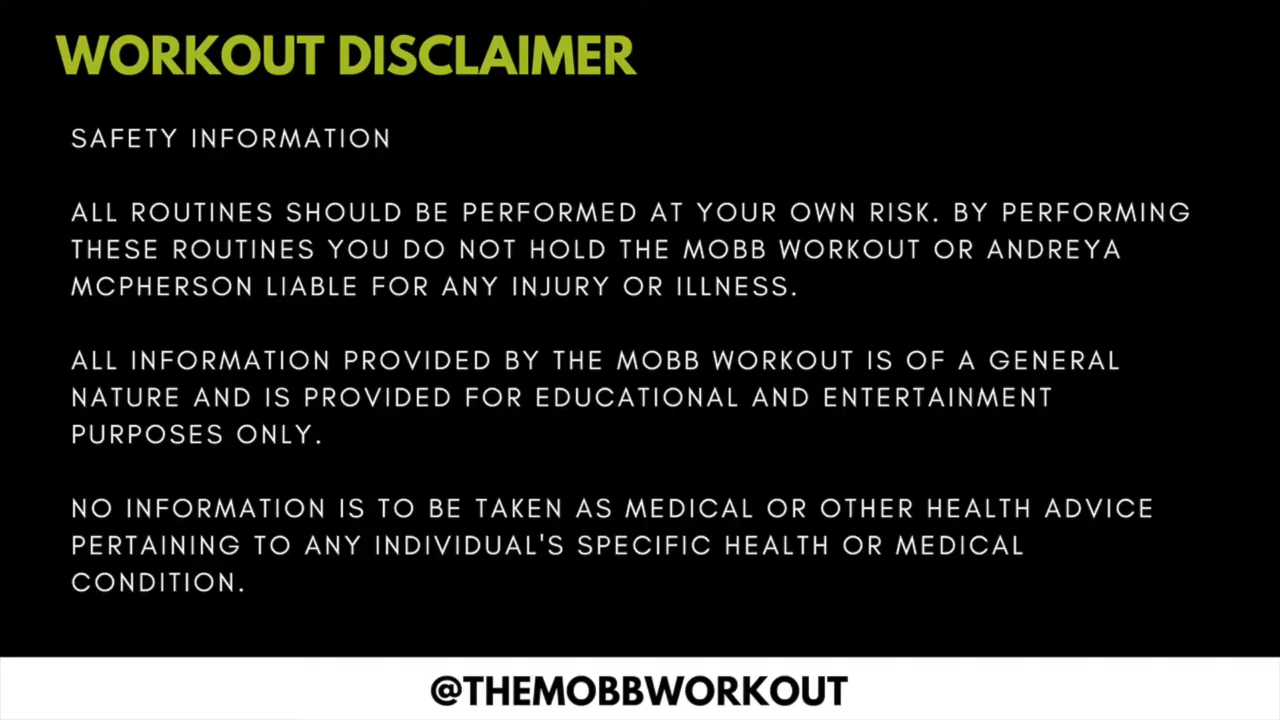 WORKOUT DISCLAIMER
SAFETY INFORMATION
ALL ROUTINES SHOULD BE PERFORMED AT YOUR OWN RISK. BY PERFORMING
THESE ROUTINES YOU DO NOT HOLD THE MOBB WORKOUT OR ANDREYA
MCPHERSON LIABLE FOR ANY INJURY OR ILLNESS.
ALL INFORMATION PROVIDED BY THE MOBB WORKOUT IS OF A GENERAL
NATURE AND IS PROVIDED FOR EDUCATIONAL AND ENTERTAINMENT
PURPOSES ONLY.
NO INFORMATION IS TO BE TAKEN AS MEDICAL OR OTHER HEALTH ADVICE
PERTAINING TO ANY INDIVIDUAL'S SPECIFIC HEALTH OR MEDICAL
CONDITION.
@THEMOBBWORKOUT